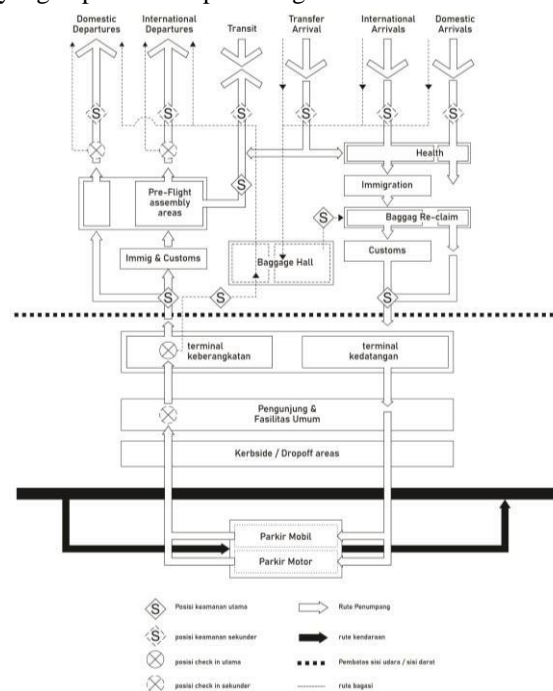 Domestic Departures
International Departures
Transit
Transfer Arrival
International Arrivals
Domestic Arrivals
S
S
S
S
S
S
Health
Pre-Flight
assembly
areas
S
Immigration
S
Baggag Re-claim
Immig & Customs
Baggage Hall
Customs
S
S
S
terminal
keberangkatan
terminal
kedatangan
Pengunjung &
Fasilitas Umum
Kerbside / Dropoff areas
Parkir Mobil
Parkir Motor
S Posisi keamanan utama
Rute Penumpang
S posisi keamanan sekunder
rute kendaraan
posisi check in utama
Pembatas sisi udara / sisi darat
posisi check in sekunder
rute bagasi